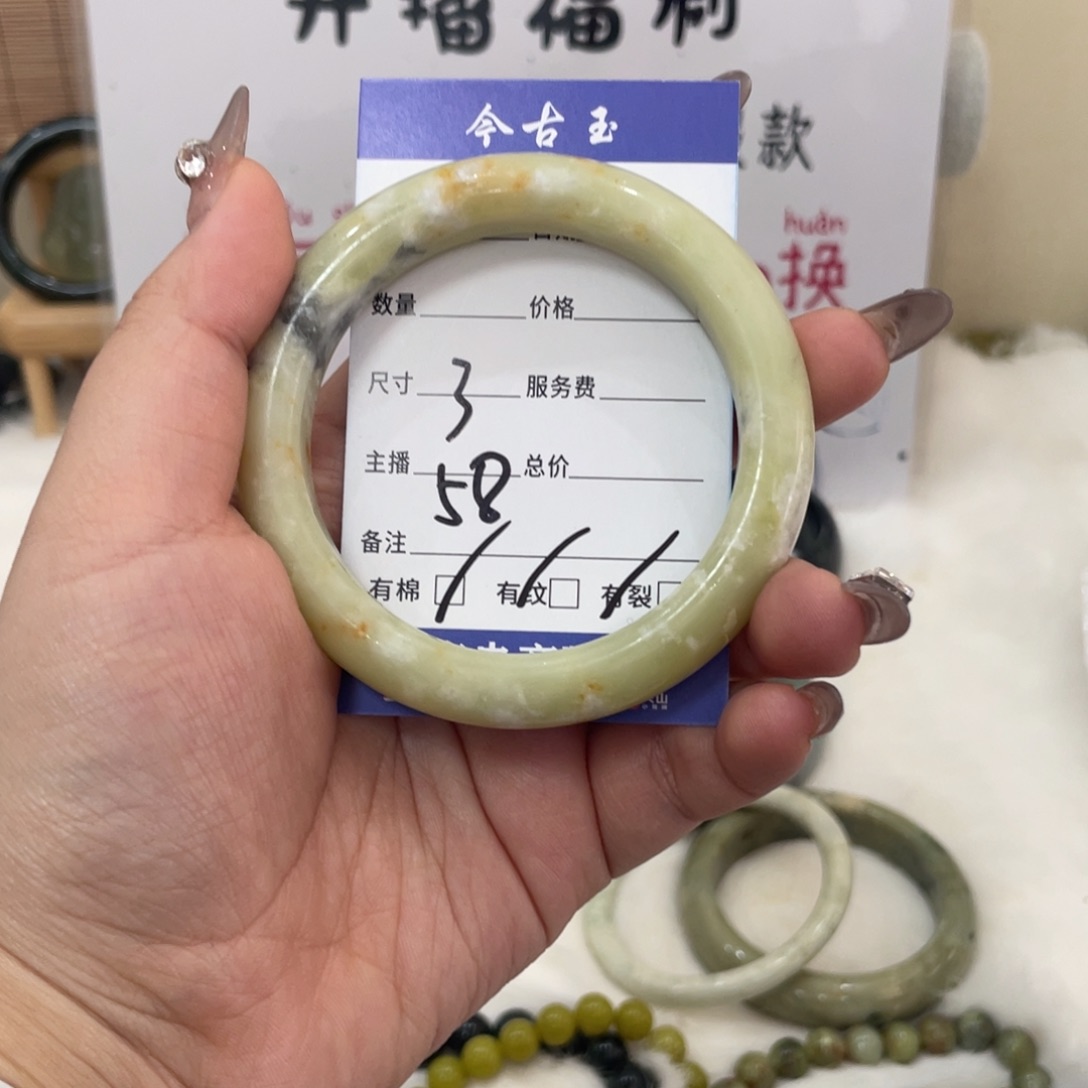 开播福利
款
huàn
换
今古玉
数量 价格
尺寸 3 服务费
主播 58 总价
备注
有棉 有纹 有裂